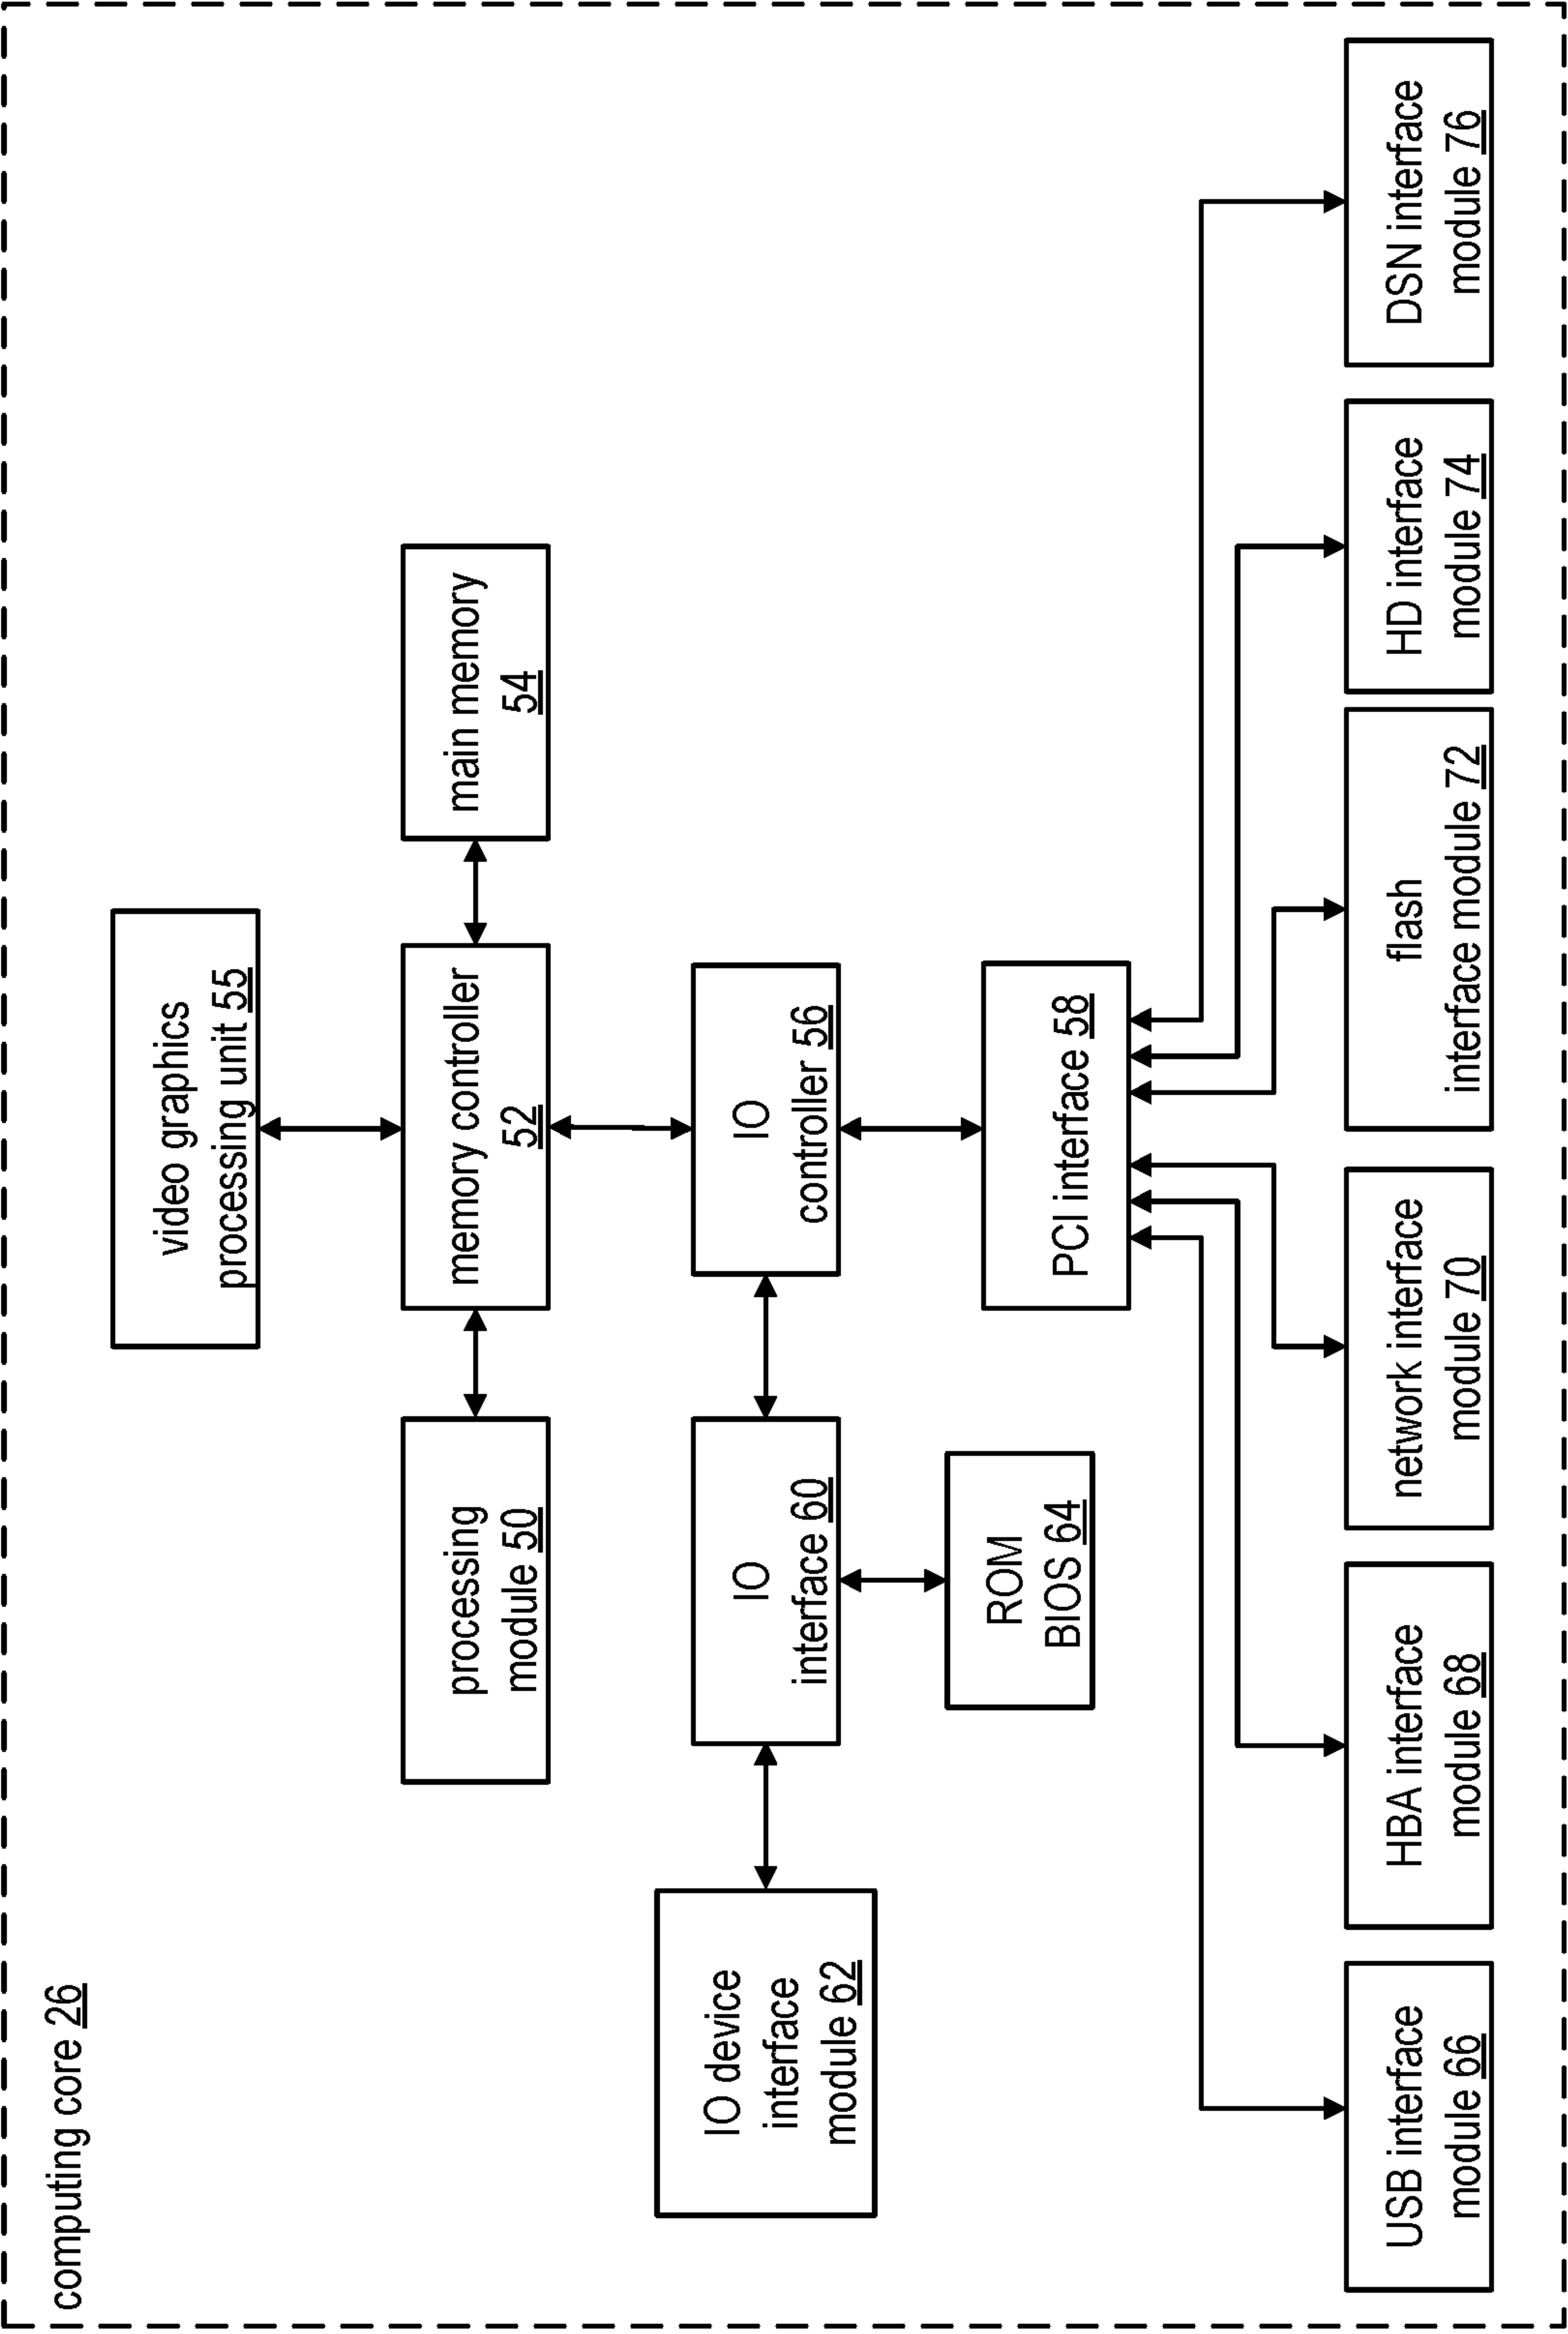 computing core 26
video graphics
processing unit 55
processing
module 50
memory controller
52
main memory
54
IO device
interface
module 62
IO
interface 60
IO
controller 56
ROM
BIOS 64
PCI interface 58
USB interface
module 66
HBA interface
module 68
network interface
module 70
flash
interface module 72
HD interface
module 74
DSN interface
module 76